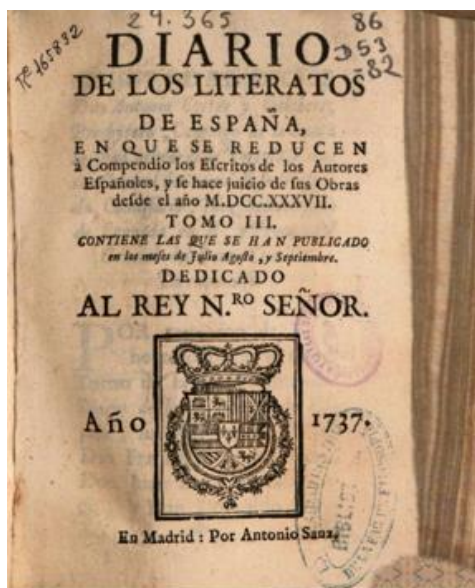 29.365
86
Rº 165832
D53
82
DIARIO
DE LOS LITERATOS
DE ESPAÑA,
EN QUE SE REDUCEN
à Compendio los Escritos de los Autores
Españoles, y se hace juicio de sus Obras
desde el año M.DCC.XXXVII.
TOMO III.
CONTIENE LAS QUE SE HAN PUBLICADO
en los meses de Julio Agosto, y Septiembre.
DEDICADO
AL REY N.RO SEÑOR.
Año 1737.
En Madrid: Por Antonio Sanz.